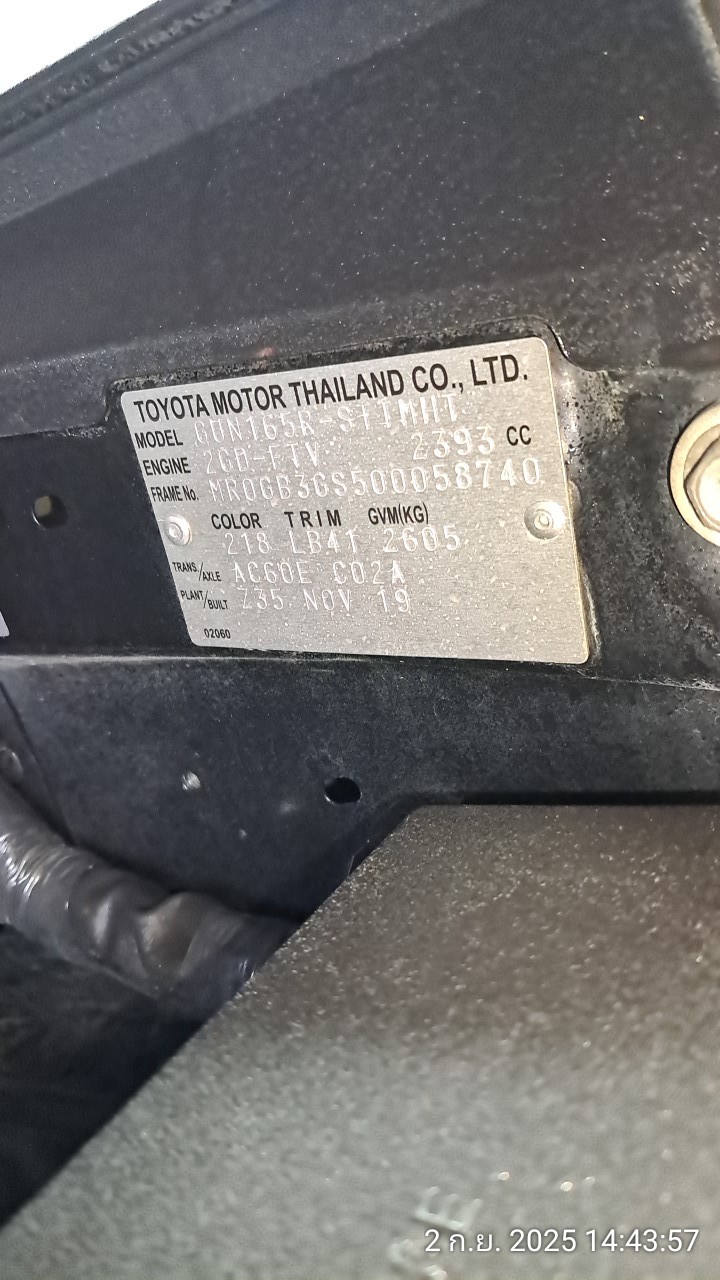 TOYOTA MOTOR THAILAND CO., LTD.
MODEL GUN165R-STTMHT
ENGINE 2GD-FTV 2393 CC
FRAME No. MR0GB3GS500058740
COLOR TRIM GVM(KG)
218 LB41 2605
TRANS./AXLE AC60E C02A
PLANT/BUILT Z35 NOV 19
02060
2 ก.ย. 2025 14:43:57